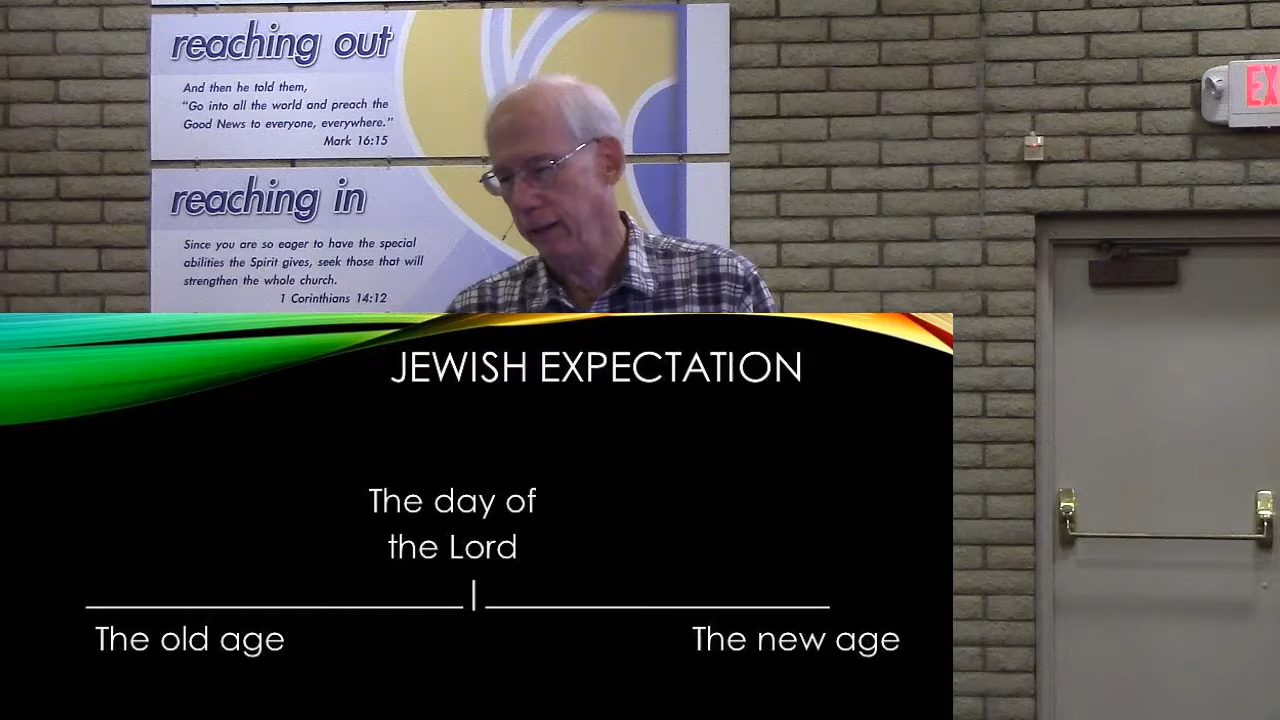 reaching out
And then he told them,
"Go into all the world and preach the
Good News to everyone, everywhere."
Mark 16:15
reaching in
Since you are so eager to have the special
abilities the Spirit gives, seek those that will
strengthen the whole church.
1 Corinthians 14:12
EX
JEWISH EXPECTATION
The day of
the Lord
The old age
The new age